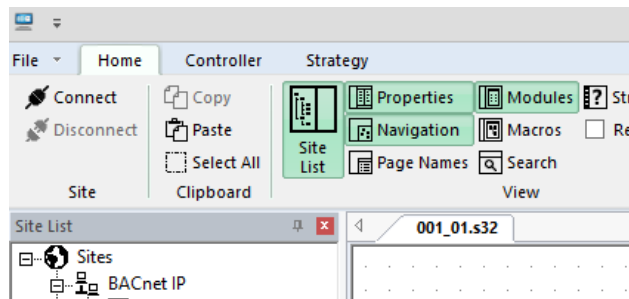 File Home Controller Strategy
Connect Copy Properties Modules
Disconnect Paste Site List Navigation Macros
Select All Page Names Search
Site Clipboard View
Site List 001_01.s32
Sites
BACnet IP